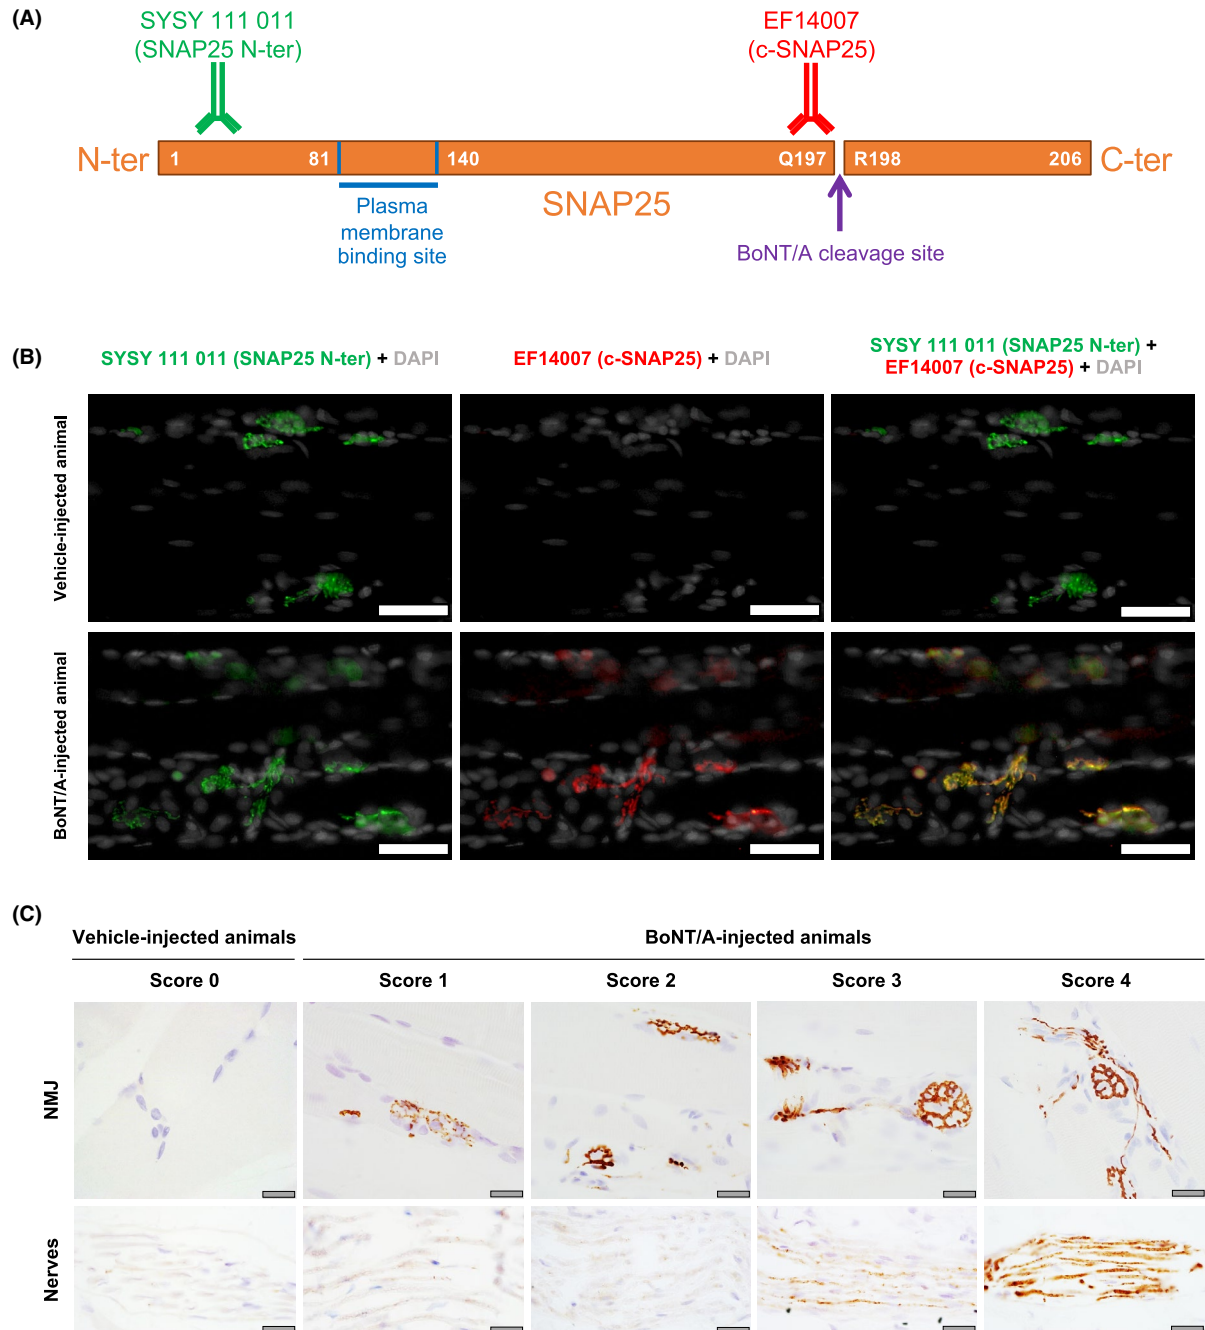 (A)
SYSY 111 011
(SNAP25 N-ter)
EF14007
(c-SNAP25)
N-ter
1
81
140
Q197
R198
206
C-ter
Plasma
membrane
binding site
SNAP25
BoNT/A cleavage site
(B)
SYSY 111 011 (SNAP25 N-ter) + DAPI
EF14007 (c-SNAP25) + DAPI
SYSY 111 011 (SNAP25 N-ter) +
EF14007 (c-SNAP25) + DAPI
Vehicle-injected animal
BoNT/A-injected animal
(C)
Vehicle-injected animals
BoNT/A-injected animals
Score 0
Score 1
Score 2
Score 3
Score 4
NMJ
Nerves